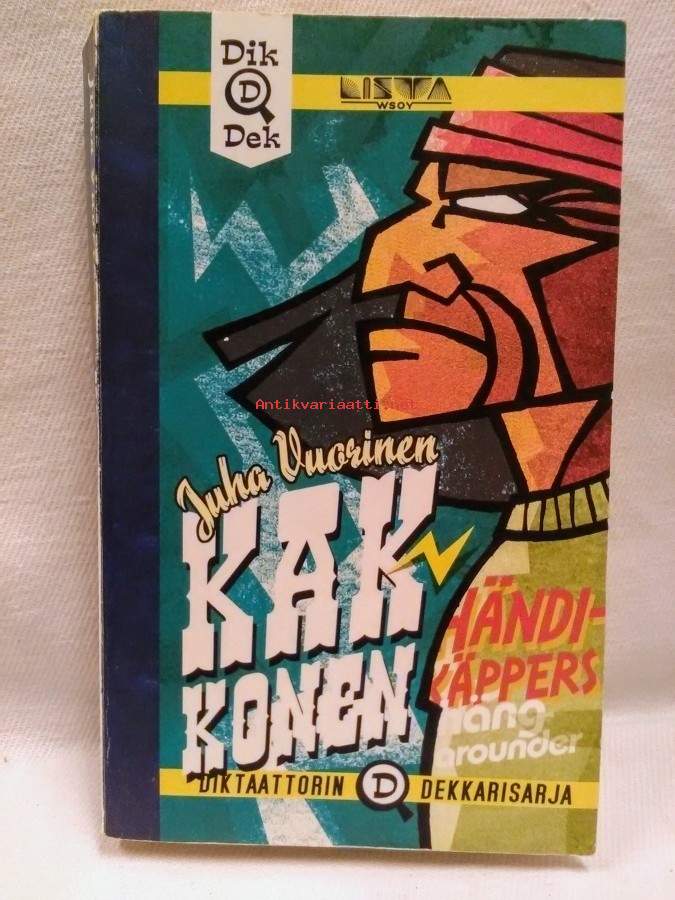 Dik
D
Dek
LISTA
WSOY
Antikvariaatti.net
Juha Vuorinen
KAK
KONEN
HÄNDI-
KÄPPERS
häng
arounder
DIKTAATTORIN D DEKKARISARJA